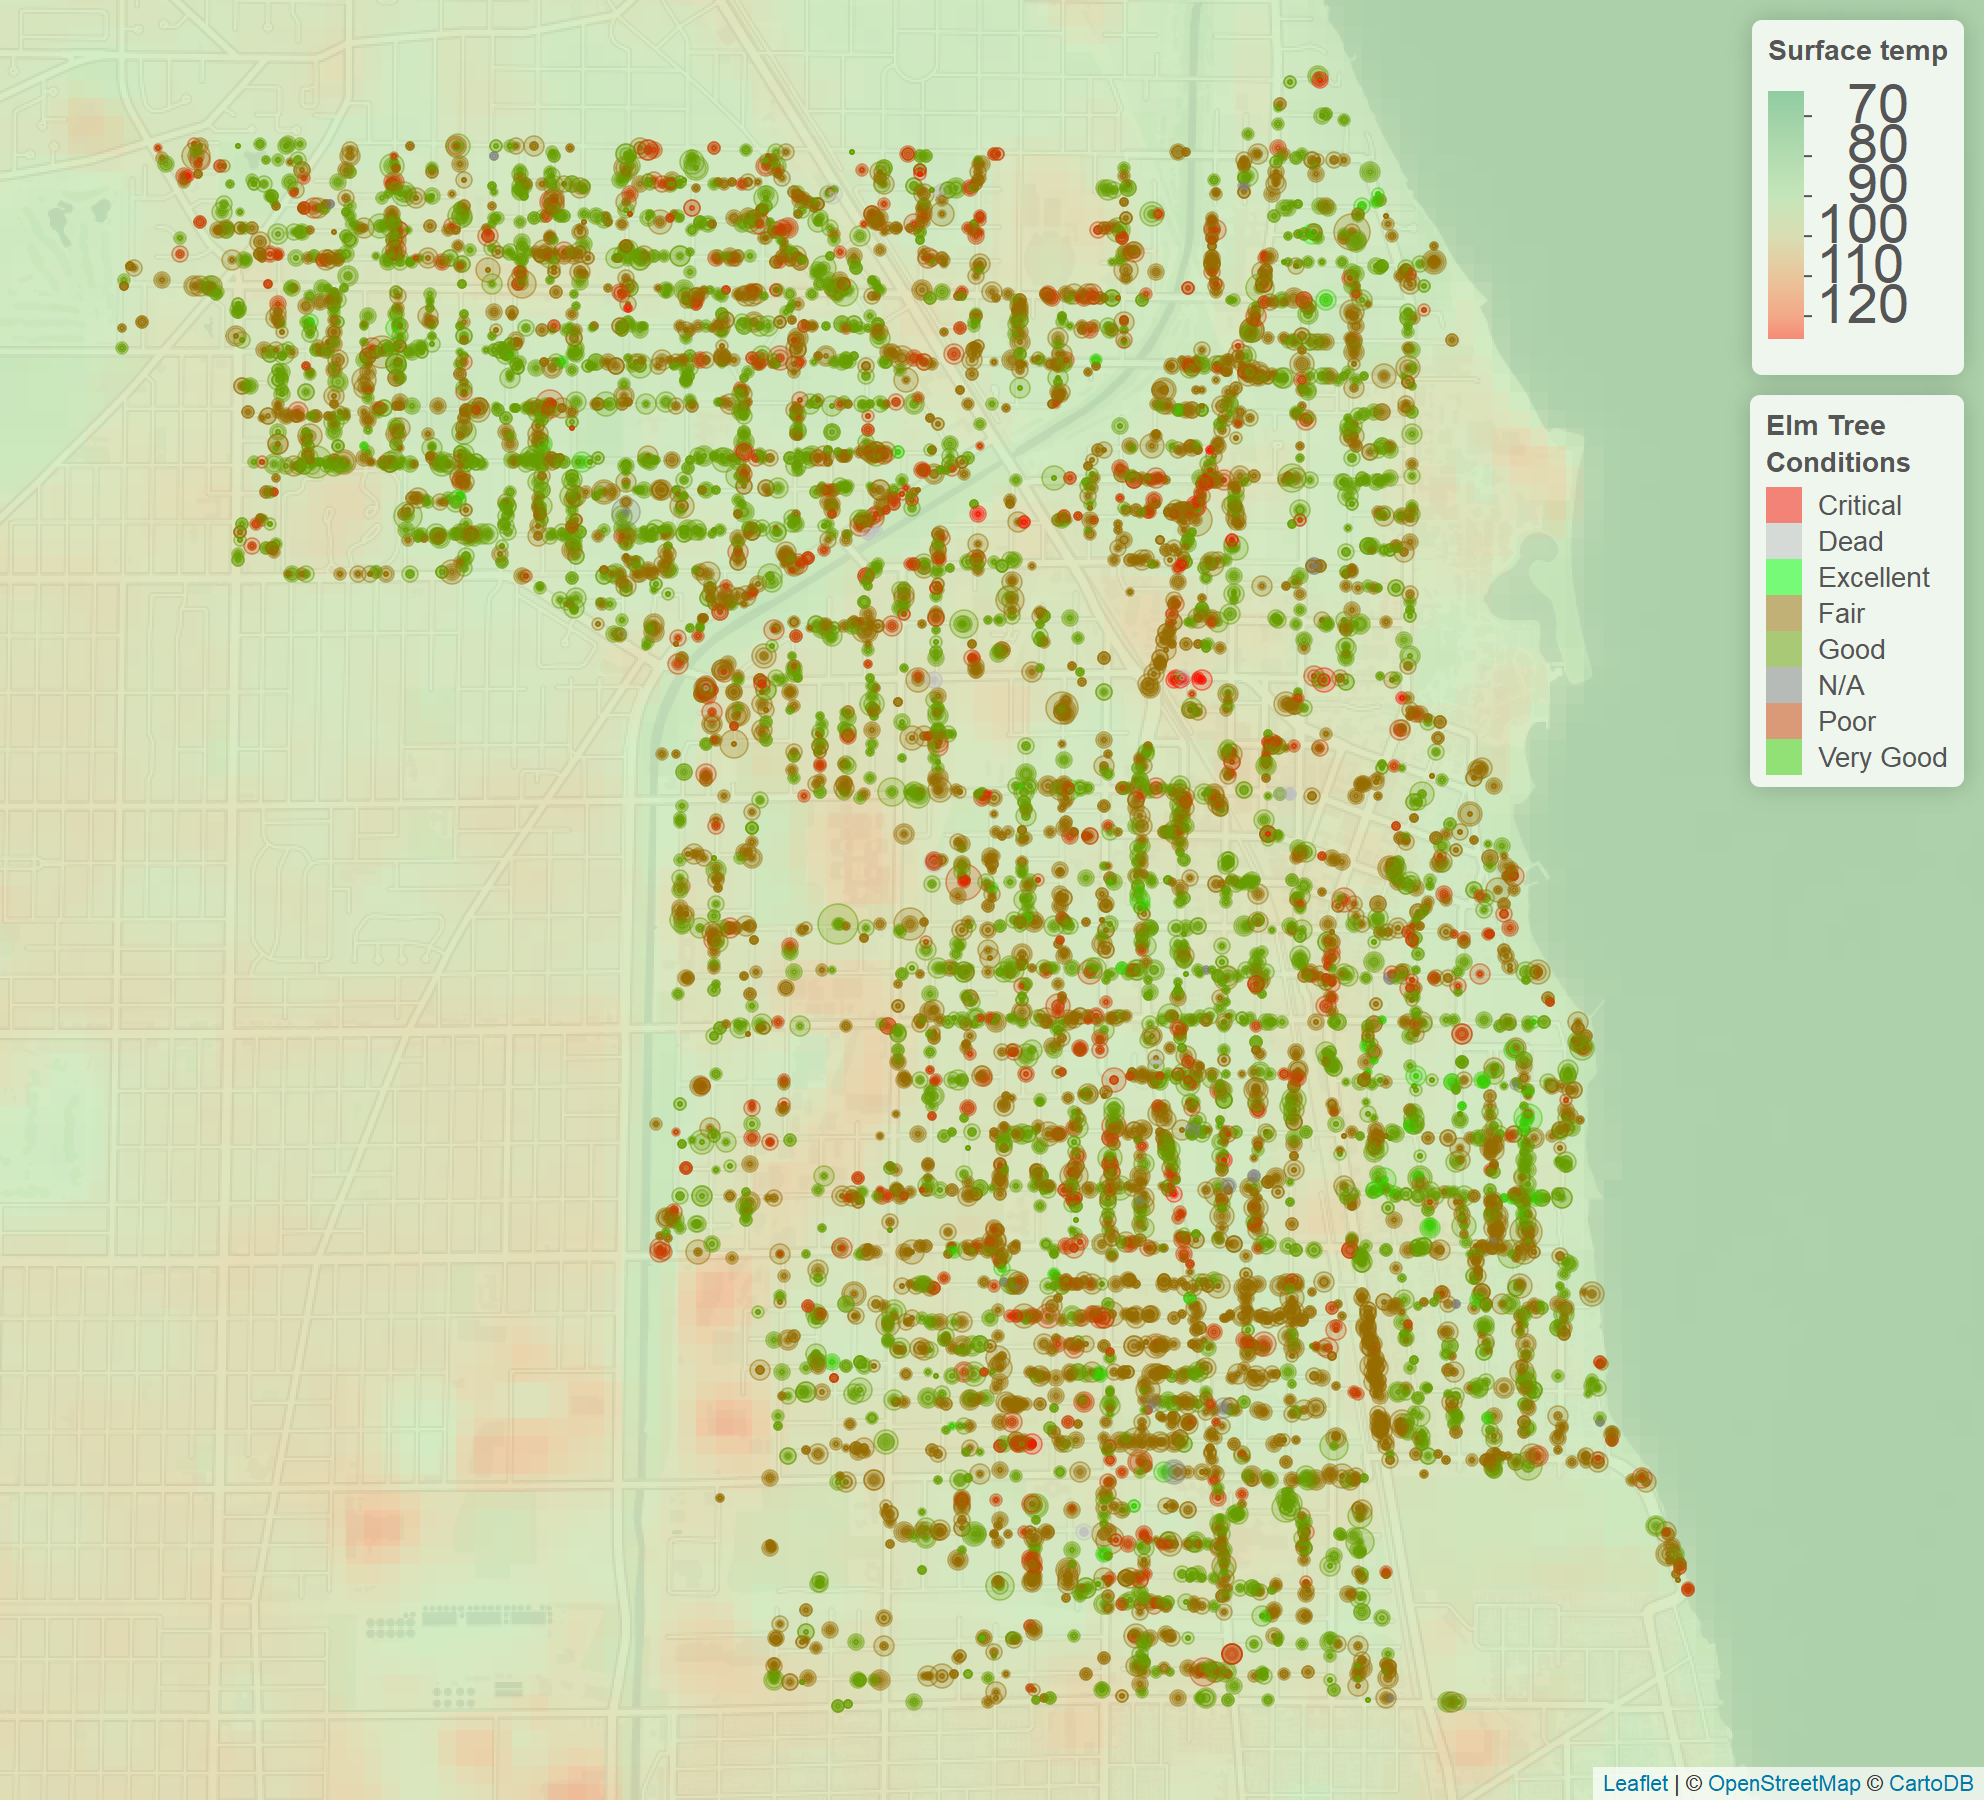 Surface temp
70
80
90
100
110
120
Elm Tree
Conditions
Critical
Dead
Excellent
Fair
Good
N/A
Poor
Very Good
Leaflet | © OpenStreetMap © CartoDB